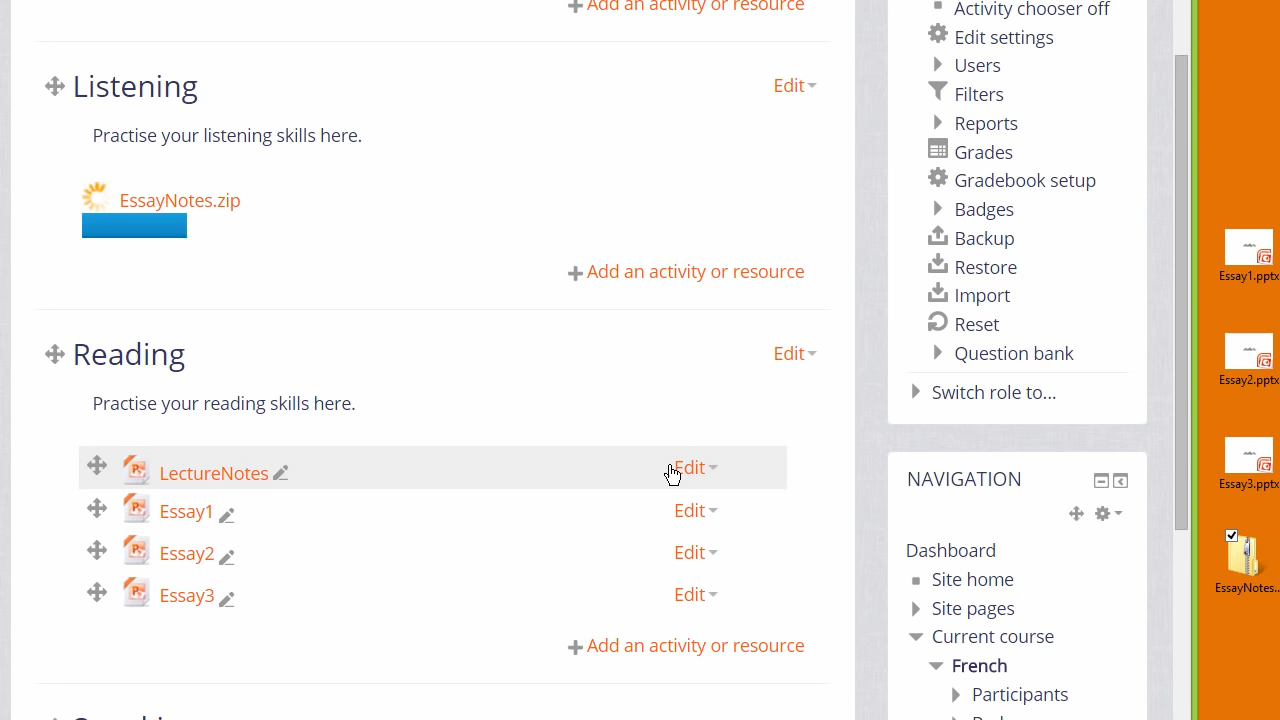 Add an activity or resource
Listening
Edit
Practise your listening skills here.
EssayNotes.zip
Add an activity or resource
Reading
Edit
Practise your reading skills here.
LectureNotes
Edit
Essay1
Edit
Essay2
Edit
Essay3
Edit
Add an activity or resource
Activity chooser off
Edit settings
Users
Filters
Reports
Grades
Gradebook setup
Badges
Backup
Restore
Import
Reset
Question bank
Switch role to...
NAVIGATION
Dashboard
Site home
Site pages
Current course
French
Participants
Essay1.pptx
Essay2.pptx
Essay3.pptx
EssayNotes...